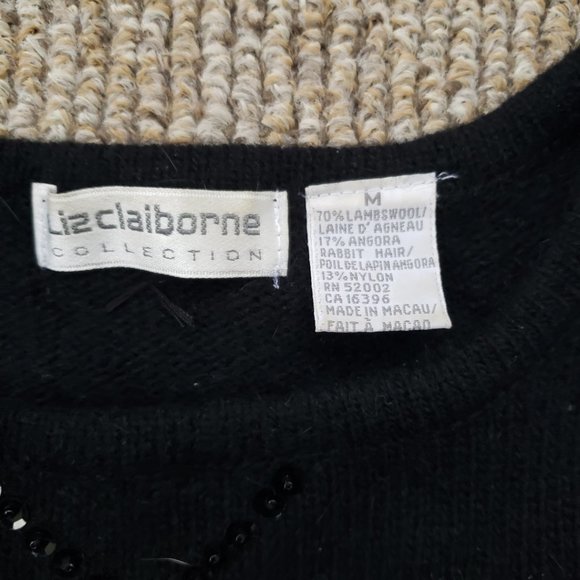 Liz claiborne
COLLECTION
M
70% LAMBSWOOL/
LAINE D' AGNEAU
17% ANGORA
RABBIT HAIR/
POIL DE LAPIN ANGORA
13% NYLON
RN 52002
CA 16396
MADE IN MACAU/
FAIT À MACAO